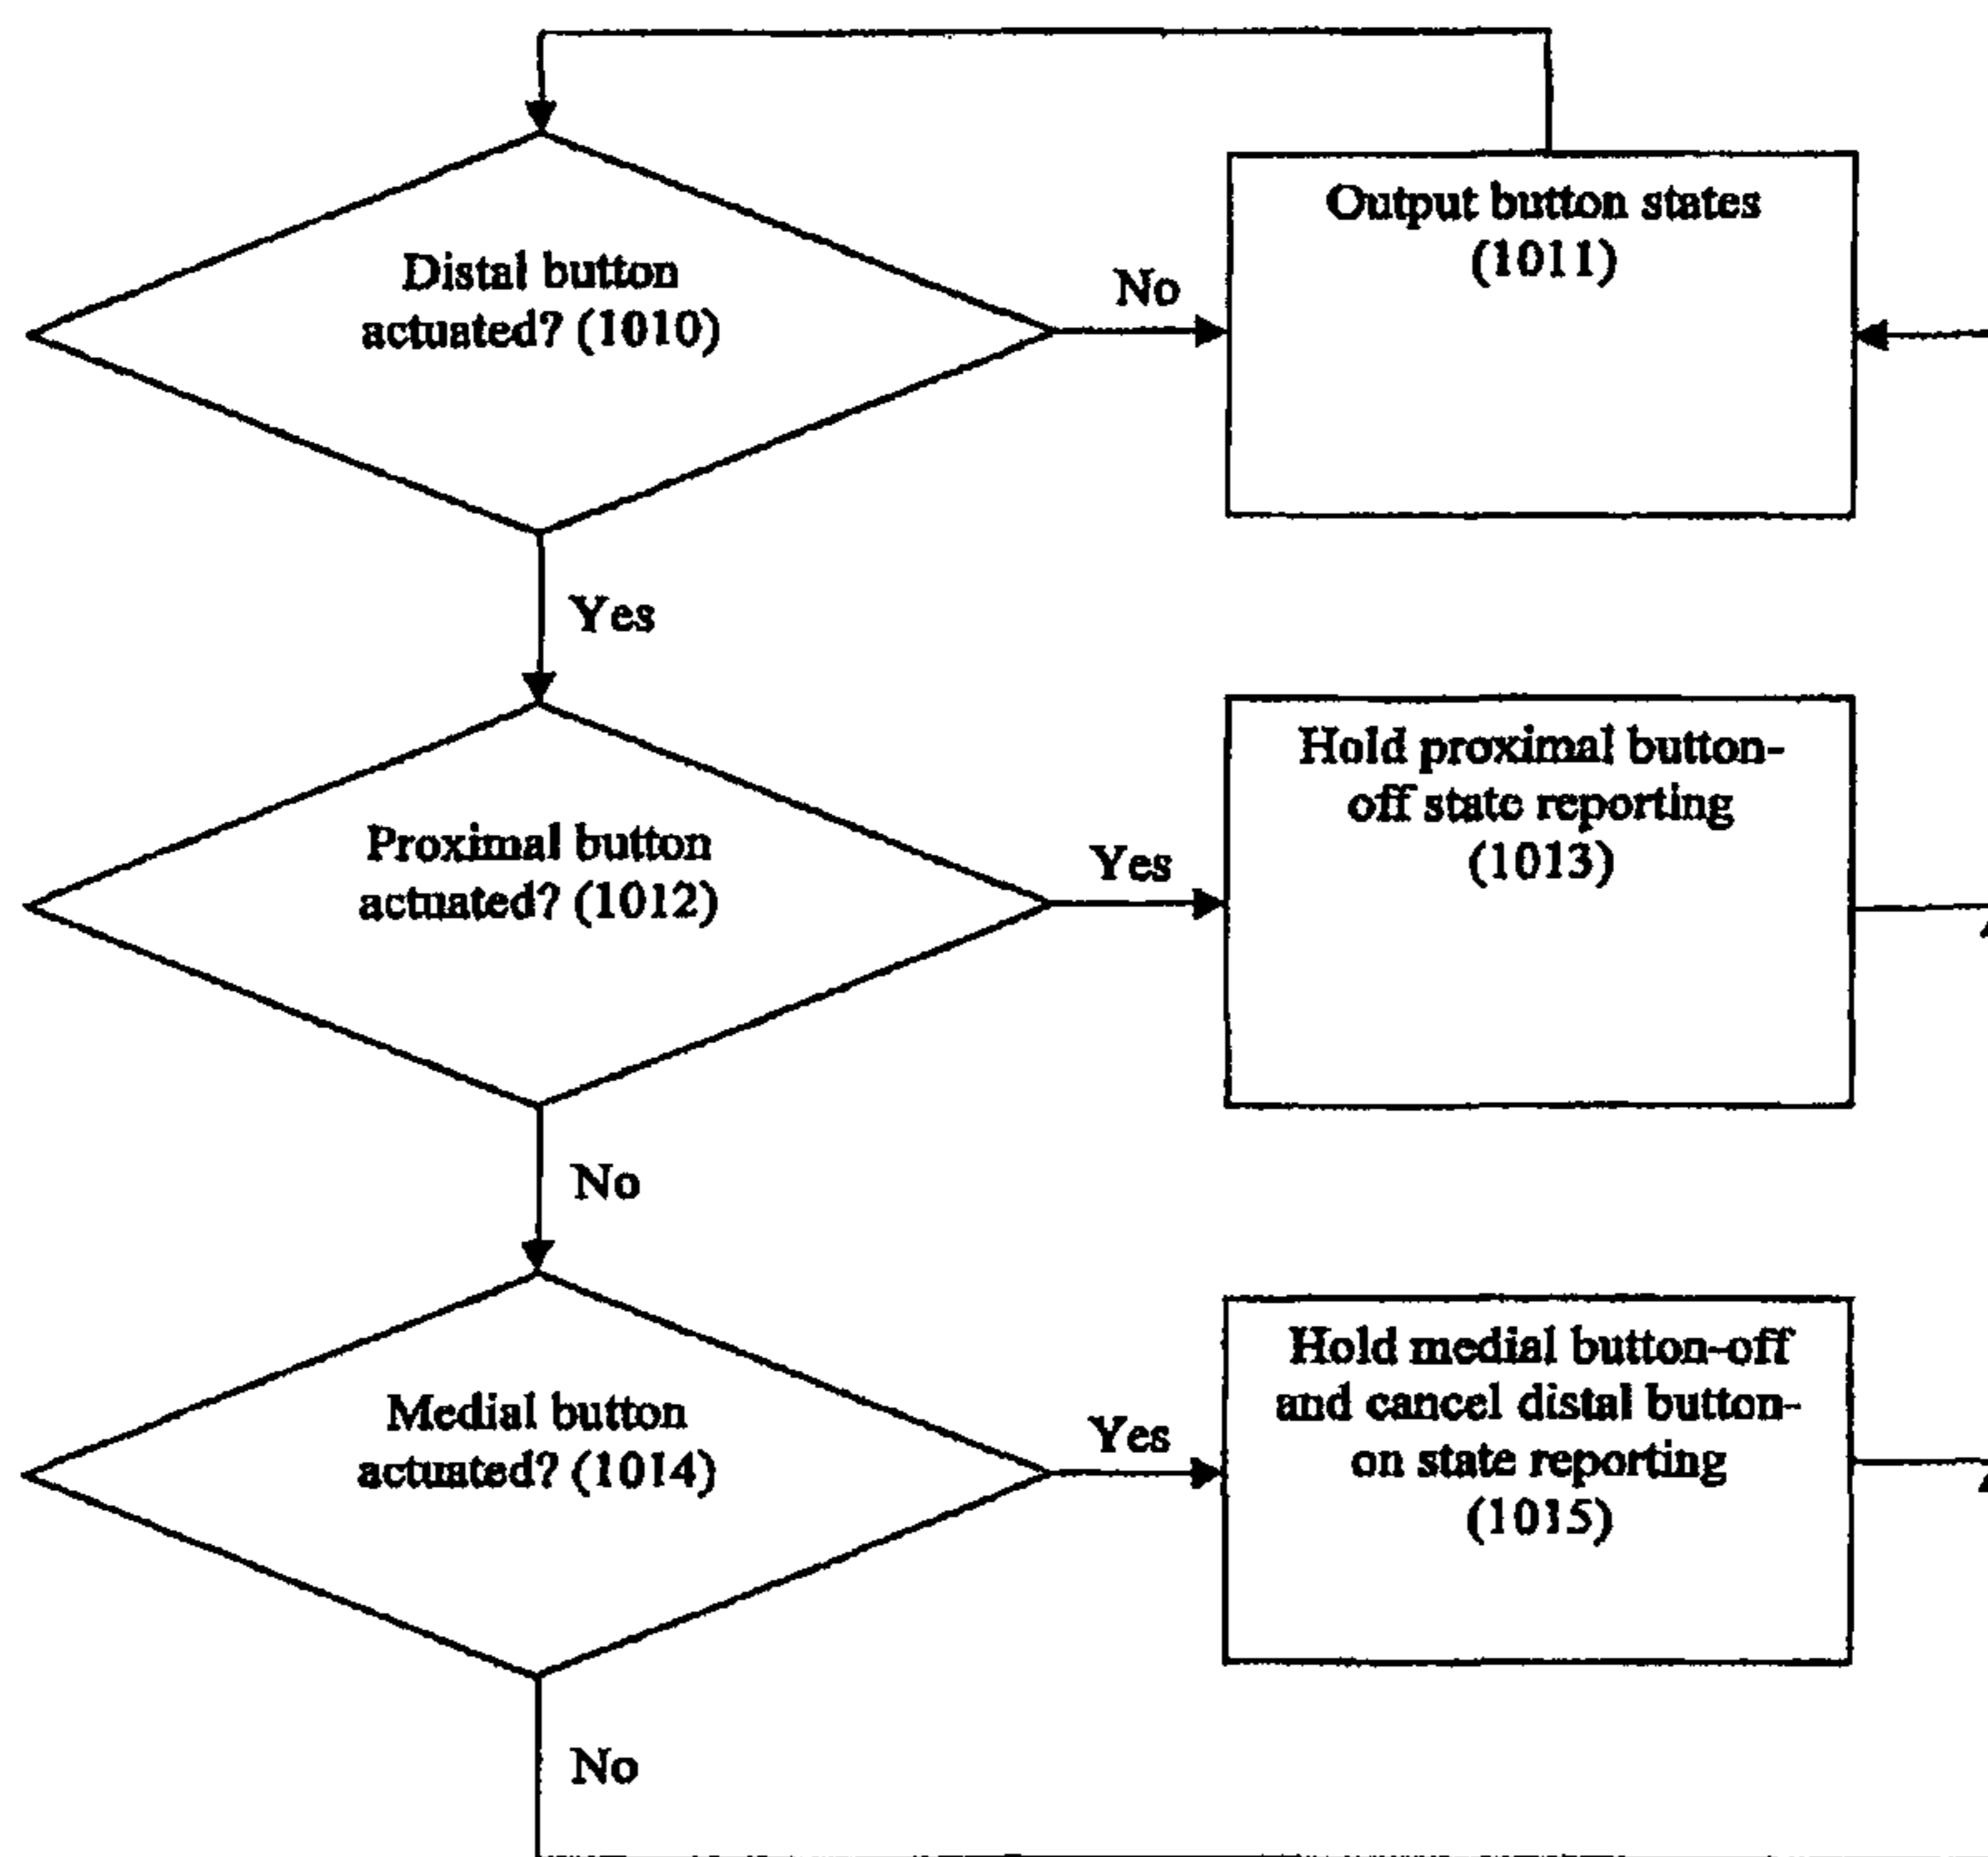 Output button states
(1011)
Distal button
actuated? (1010)
No
Yes
Hold proximal button-
off state reporting
(1013)
Proximal button
actuated? (1012)
Yes
No
Hold medial button-off
and cancel distal button-
on state reporting
(1015)
Medial button
actuated? (1014)
Yes
No